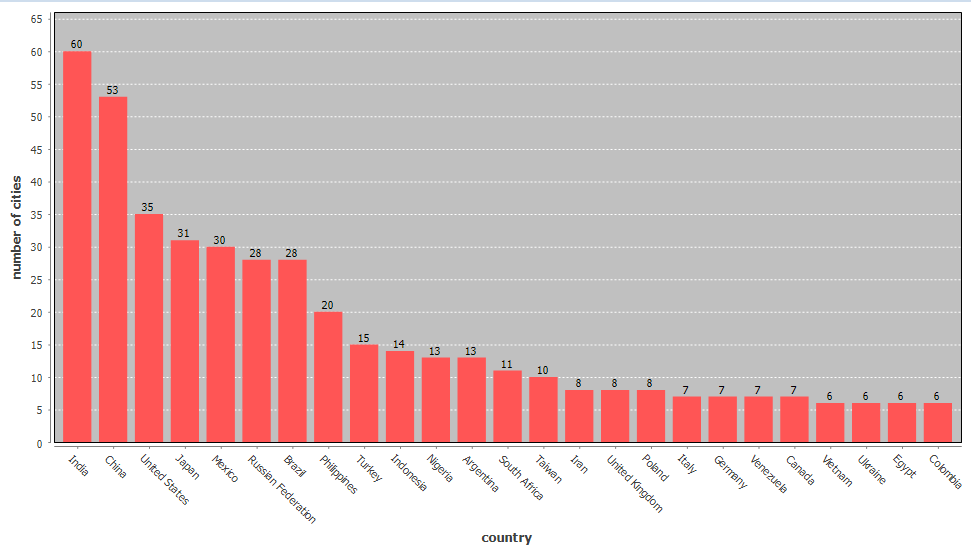 65
60
55
50
45
40
35
30
25
20
15
10
5
0
number of cities
60
53
35
31
30
28
28
20
15
14
13
13
11
10
8
8
8
7
7
7
7
6
6
6
6
India
China
United States
Japan
Mexico
Russian Federation
Brazil
Philippines
Turkey
Indonesia
Nigeria
Argentina
South Africa
Taiwan
Iran
United Kingdom
Poland
Italy
Germany
Venezuela
Canada
Vietnam
Ukraine
Egypt
Colombia
country